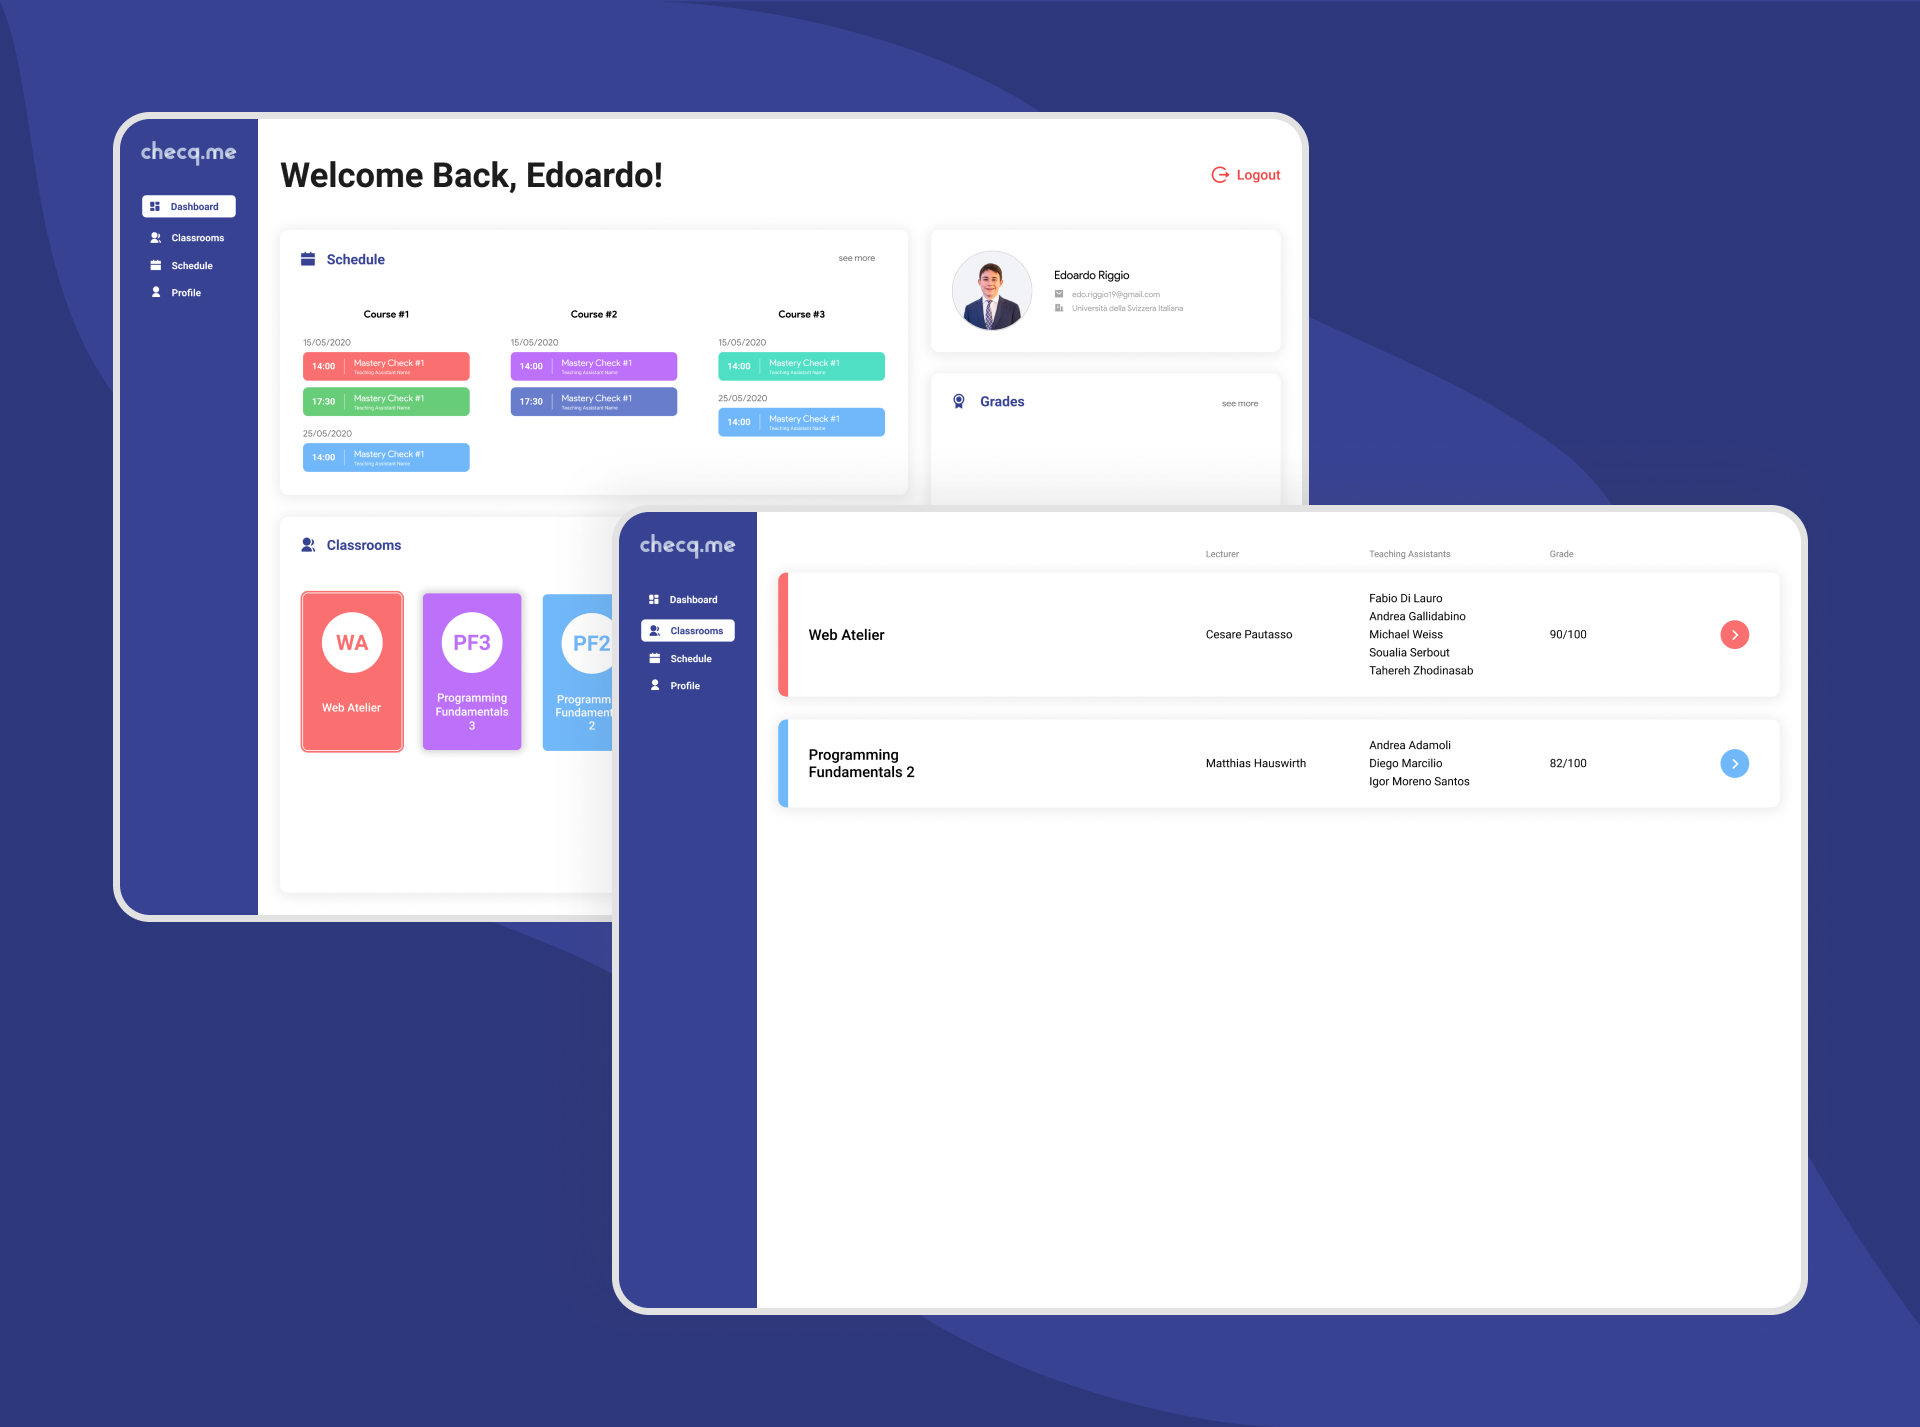 checq.me
Dashboard
Classrooms
Schedule
Profile
Welcome Back, Edoardo!
Logout
Schedule
see more
Course #1
15/05/2020
14:00 Mastery Check #1
Teaching Assistant Name
17:30 Mastery Check #1
Teaching Assistant Name
25/05/2020
14:00 Mastery Check #1
Teaching Assistant Name
Course #2
15/05/2020
14:00 Mastery Check #1
Teaching Assistant Name
17:30 Mastery Check #1
Teaching Assistant Name
Course #3
15/05/2020
14:00 Mastery Check #1
Teaching Assistant Name
25/05/2020
14:00 Mastery Check #1
Teaching Assistant Name
Edoardo Riggio
edo.riggio19@gmail.com
Università della Svizzera Italiana
Grades
see more
Classrooms
WA
Web Atelier
PF3
Programming
Fundamentals
3
PF2
Programm
Fundament
2
checq.me
Dashboard
Classrooms
Schedule
Profile
Lecturer Teaching Assistants Grade
Web Atelier
Cesare Pautasso
Fabio Di Lauro
Andrea Gallidabino
Michael Weiss
Soualia Serbout
Tahereh Zhodinasab
90/100
Programming
Fundamentals 2
Matthias Hauswirth
Andrea Adamoli
Diego Marcilio
Igor Moreno Santos
82/100